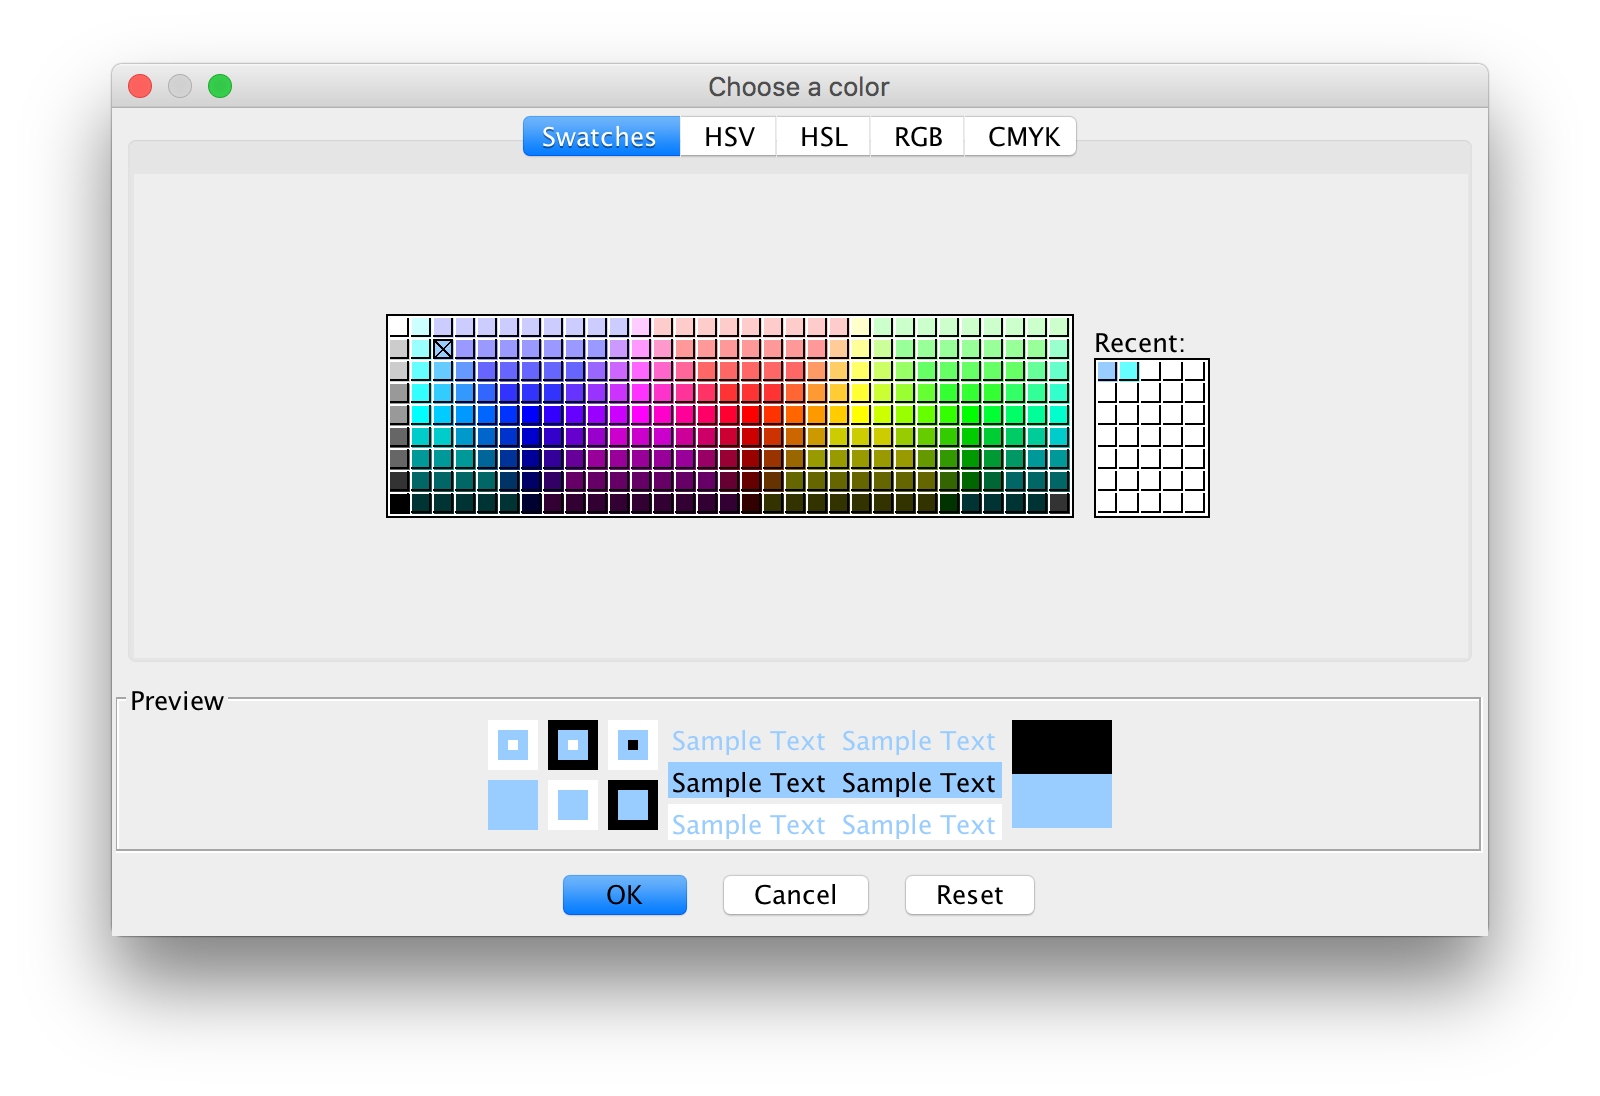 Choose a color
Swatches HSV HSL RGB CMYK
Recent:
Preview
Sample Text Sample Text
Sample Text Sample Text
Sample Text Sample Text
OK Cancel Reset